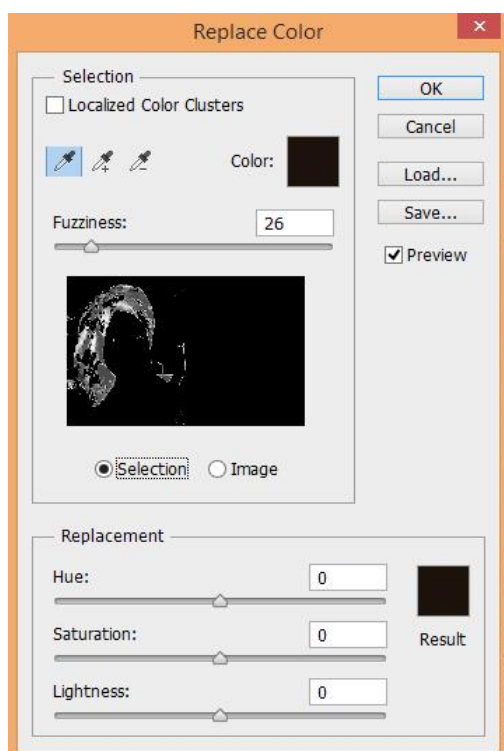 Replace Color
Selection
Localized Color Clusters
OK
Cancel
Color:
Load...
Save...
Fuzziness:
26
Preview
Selection
Image
Replacement
Hue:
0
Saturation:
0
Result
Lightness:
0